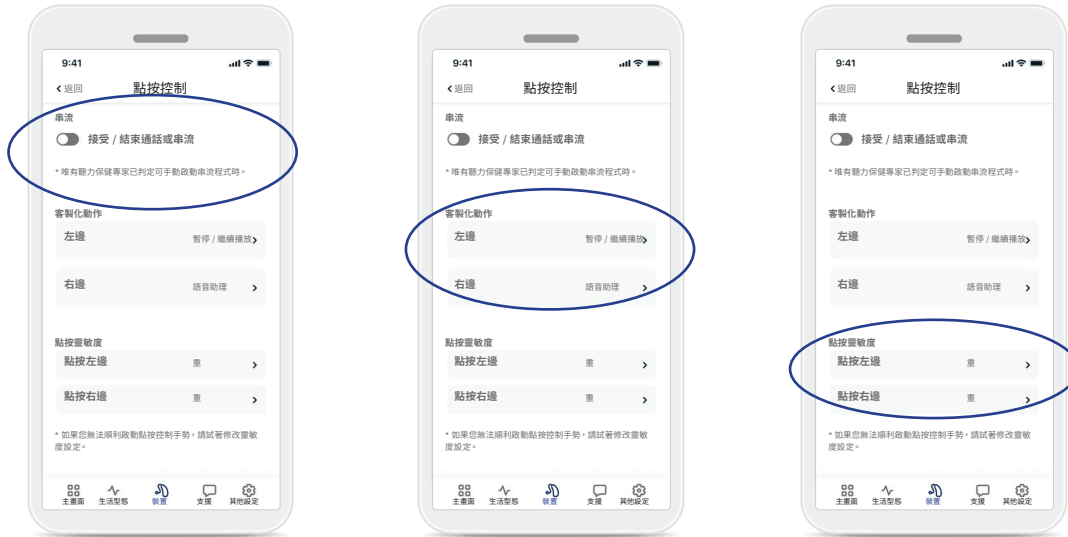 9:41
返回
點按控制
串流
接受 / 結束通話或串流
* 唯有聽力保健專家已判定可手動啟動串流程式時。
客製化動作
左邊 暫停 / 繼續播放
右邊 語音助理
點按靈敏度
點按左邊 重
點按右邊 重
* 如果您無法順利啟動點按控制手勢，請試著修改靈敏
度設定。
主畫面 生活型態 裝置 支援 其他設定
9:41
返回
點按控制
串流
接受 / 結束通話或串流
* 唯有聽力保健專家已判定可手動啟動串流程式時。
客製化動作
左邊 暫停 / 繼續播放
右邊 語音助理
點按靈敏度
點按左邊 重
點按右邊 重
* 如果您無法順利啟動點按控制手勢，請試著修改靈敏
度設定。
主畫面 生活型態 裝置 支援 其他設定
9:41
返回
點按控制
串流
接受 / 結束通話或串流
* 唯有聽力保健專家已判定可手動啟動串流程式時。
客製化動作
左邊 暫停 / 繼續播放
右邊 語音助理
點按靈敏度
點按左邊 重
點按右邊 重
* 如果您無法順利啟動點按控制手勢，請試著修改靈敏
度設定。
主畫面 生活型態 裝置 支援 其他設定